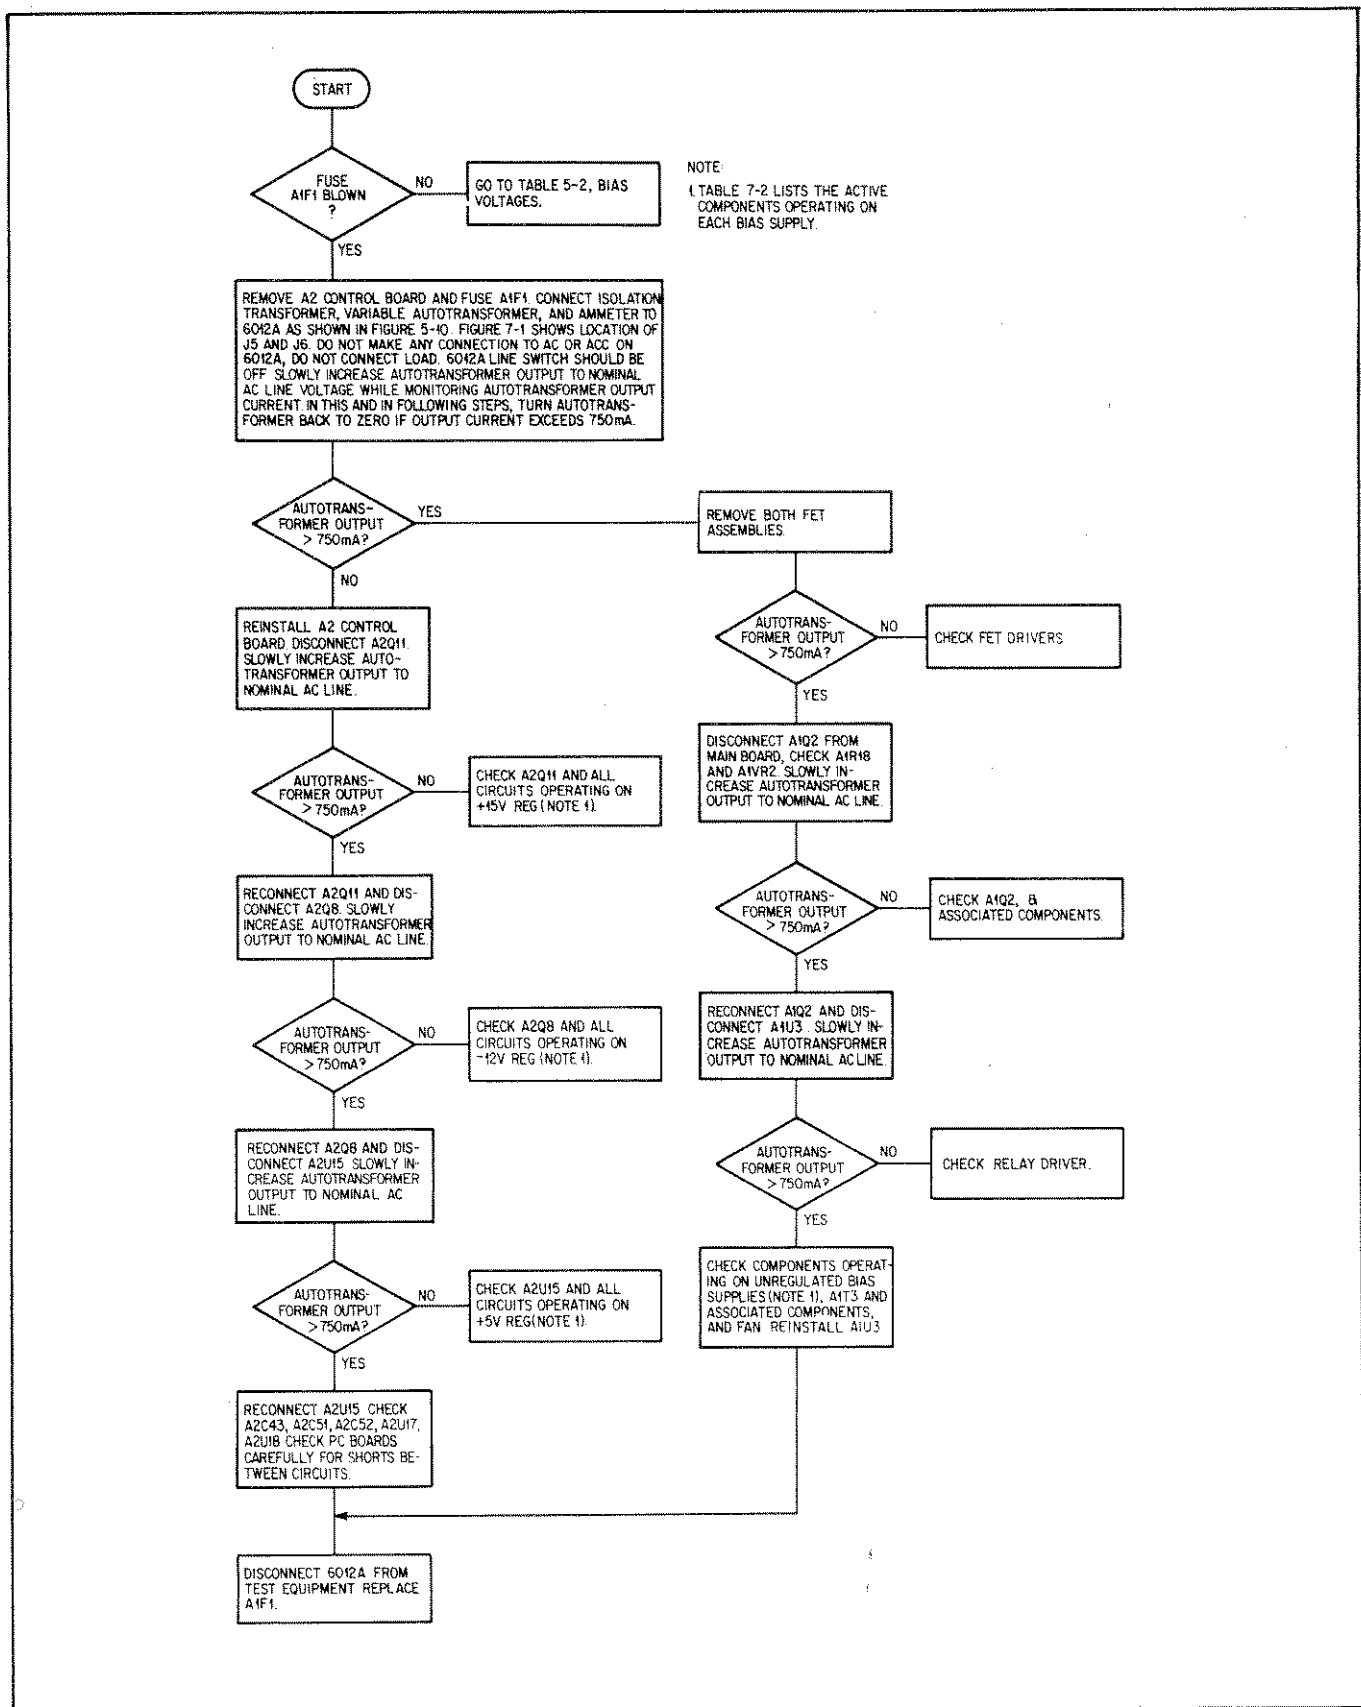 START
FUSE
A1F1 BLOWN
?
NO
GO TO TABLE 5-2, BIAS
VOLTAGES.
NOTE:
1. TABLE 7-2 LISTS THE ACTIVE
COMPONENTS OPERATING ON
EACH BIAS SUPPLY.
YES
REMOVE A2 CONTROL BOARD AND FUSE A1F1. CONNECT ISOLATION
TRANSFORMER, VARIABLE AUTOTRANSFORMER, AND AMMETER TO
6012A AS SHOWN IN FIGURE 5-10. FIGURE 7-1 SHOWS LOCATION OF
J5 AND J6. DO NOT MAKE ANY CONNECTION TO AC OR ACC ON
6012A, DO NOT CONNECT LOAD. 6012A LINE SWITCH SHOULD BE
OFF SLOWLY INCREASE AUTOTRANSFORMER OUTPUT TO NOMINAL
AC LINE VOLTAGE WHILE MONITORING AUTOTRANSFORMER OUTPUT
CURRENT. IN THIS AND IN FOLLOWING STEPS, TURN AUTOTRANS-
FORMER BACK TO ZERO IF OUTPUT CURRENT EXCEEDS 750mA.
AUTOTRANS-
FORMER OUTPUT
> 750mA?
YES
NO
REINSTALL A2 CONTROL
BOARD. DISCONNECT A2Q11.
SLOWLY INCREASE AUTO-
TRANSFORMER OUTPUT TO
NOMINAL AC LINE.
AUTOTRANS-
FORMER OUTPUT
> 750mA?
NO
CHECK A2Q11 AND ALL
CIRCUITS OPERATING ON
+15V REG (NOTE 1).
YES
RECONNECT A2Q11 AND DIS-
CONNECT A2Q8. SLOWLY
INCREASE AUTOTRANSFORMER
OUTPUT TO NOMINAL AC LINE.
AUTOTRANS-
FORMER OUTPUT
>750mA?
NO
CHECK A2Q8 AND ALL
CIRCUITS OPERATING ON
-12V REG (NOTE 1).
YES
RECONNECT A2Q8 AND DIS-
CONNECT A2U15 SLOWLY IN-
CREASE AUTOTRANSFORMER
OUTPUT TO NOMINAL AC
LINE.
AUTOTRANS-
FORMER OUTPUT
>750mA?
NO
CHECK A2U15 AND ALL
CIRCUITS OPERATING ON
+5V REG(NOTE 1).
YES
RECONNECT A2U15 CHECK
A2C43, A2C51, A2C52, A2U17,
A2U18 CHECK PC BOARDS
CAREFULLY FOR SHORTS BE-
TWEEN CIRCUITS.
REMOVE BOTH FET
ASSEMBLIES.
AUTOTRANS-
FORMER OUTPUT
>750mA?
NO
CHECK FET DRIVERS
YES
DISCONNECT A1Q2 FROM
MAIN BOARD, CHECK A1R18
AND A1VR2. SLOWLY IN-
CREASE AUTOTRANSFORMER
OUTPUT TO NOMINAL AC LINE.
AUTOTRANS-
FORMER OUTPUT
>750mA?
NO
CHECK A1Q2, &
ASSOCIATED COMPONENTS.
YES
RECONNECT A1Q2 AND DIS-
CONNECT A1U3. SLOWLY IN-
CREASE AUTOTRANSFORMER
OUTPUT TO NOMINAL AC LINE.
AUTOTRANS-
FORMER OUTPUT
>750mA?
NO
CHECK RELAY DRIVER.
YES
CHECK COMPONENTS OPERAT-
ING ON UNREGULATED BIAS
SUPPLIES(NOTE 1), A1T3 AND
ASSOCIATED COMPONENTS,
AND FAN REINSTALL A1U3
DISCONNECT 6012A FROM
TEST EQUIPMENT REPLACE
A1F1.